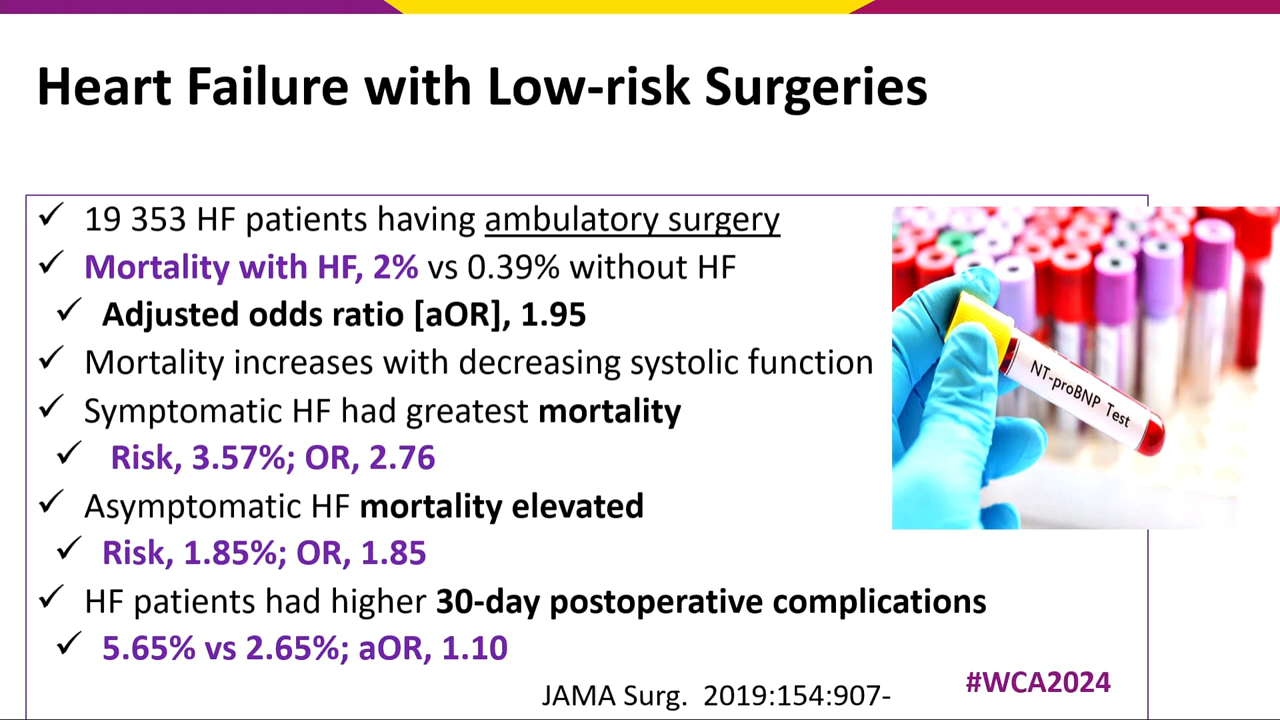 Heart Failure with Low-risk Surgeries
✓ 19 353 HF patients having ambulatory surgery
✓ Mortality with HF, 2% vs 0.39% without HF
✓ Adjusted odds ratio [aOR], 1.95
✓ Mortality increases with decreasing systolic function
✓ Symptomatic HF had greatest mortality
✓ Risk, 3.57%; OR, 2.76
✓ Asymptomatic HF mortality elevated
✓ Risk, 1.85%; OR, 1.85
✓ HF patients had higher 30-day postoperative complications
✓ 5.65% vs 2.65%; aOR, 1.10
NT-proBNP Test
JAMA Surg. 2019:154:907-
#WCA2024